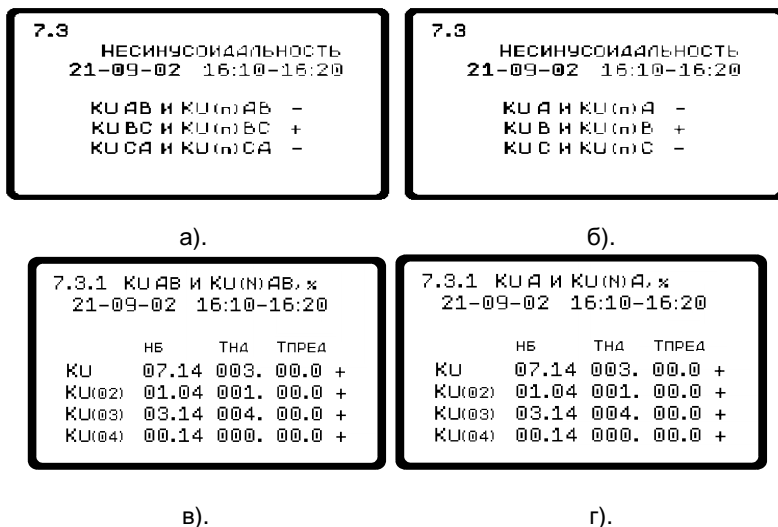 7.3
НЕСИНУСОИДАЛЬНОСТЬ
21-09-02 16:10-16:20
KU AB И KU(n) AB -
KU BC И KU(n) BC +
KU CA И KU(n) CA -
а).
7.3
НЕСИНУСОИДАЛЬНОСТЬ
21-09-02 16:10-16:20
KU A И KU(n) A -
KU B И KU(n) B +
KU C И KU(n) C -
б).
7.3.1 KU AB И KU(N) AB, %
21-09-02 16:10-16:20
НБ ТНД ТПРЕД
KU 07.14 003. 00.0 +
KU(02) 01.04 001. 00.0 +
KU(03) 03.14 004. 00.0 +
KU(04) 00.14 000. 00.0 +
в).
7.3.1 KU A И KU(N) A, %
21-09-02 16:10-16:20
НБ ТНД ТПРЕД
KU 07.14 003. 00.0 +
KU(02) 01.04 001. 00.0 +
KU(03) 03.14 004. 00.0 +
KU(04) 00.14 000. 00.0 +
г).